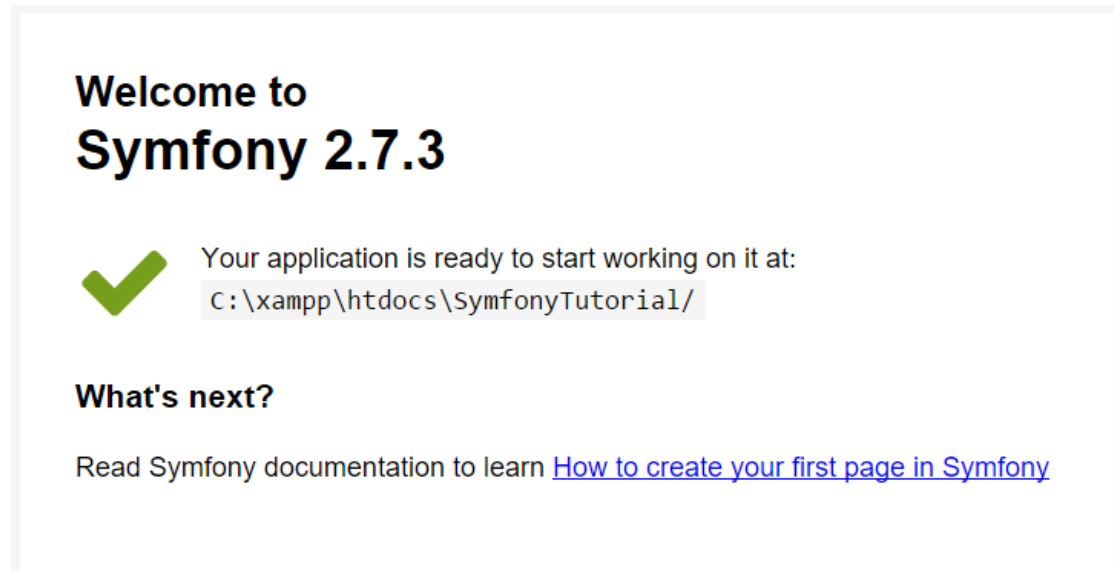 Welcome to
Symfony 2.7.3
Your application is ready to start working on it at:
C:\xampp\htdocs\SymfonyTutorial/
What's next?
Read Symfony documentation to learn How to create your first page in Symfony